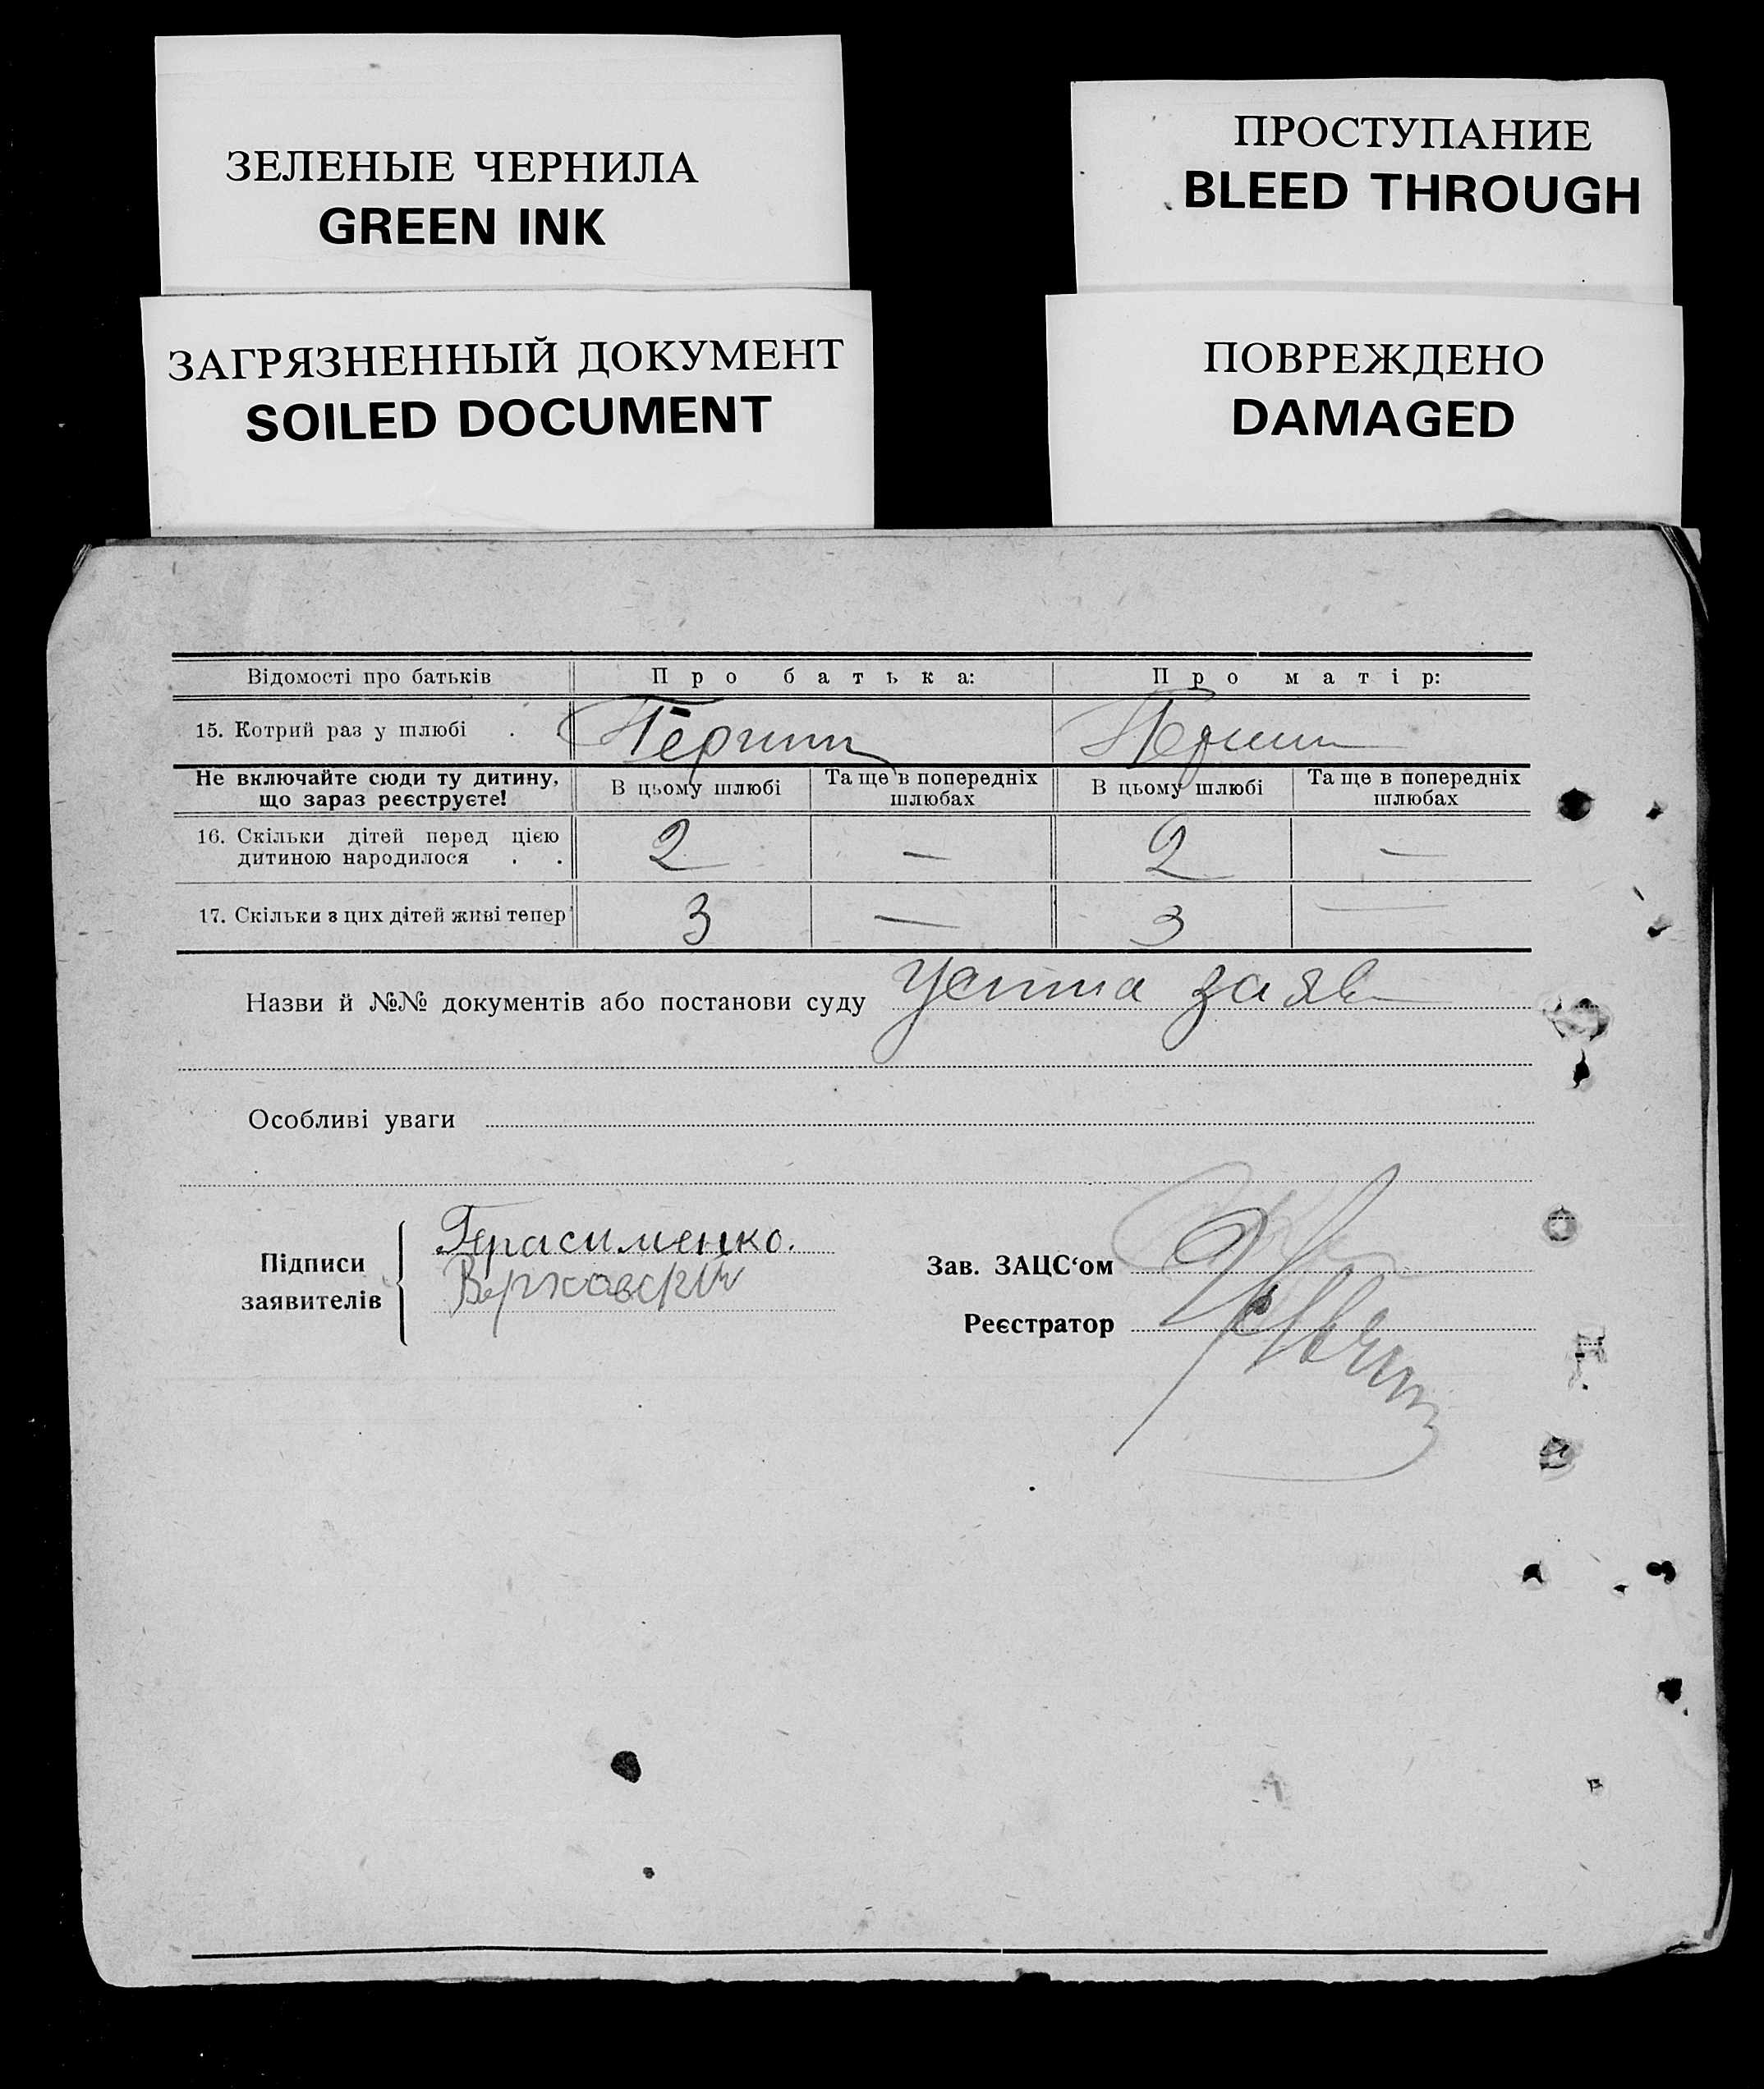 ЗЕЛЕНЫЕ ЧЕРНИЛА
GREEN INK
ПРОСТУПАНИЕ
BLEED THROUGH
ЗАГРЯЗНЕННЫЙ ДОКУМЕНТ
SOILED DOCUMENT
ПОВРЕЖДЕНО
DAMAGED
Відомості про батьків Про батька: Про матір:
15. Котрий раз у шлюбі . Перший Перший
Не включайте сюди ту дитину, що зараз реєструєте! В цьому шлюбі Та ще в попередніх шлюбах В цьому шлюбі Та ще в попередніх шлюбах
16. Скільки дітей перед цією дитиною народилося . . 2 — 2 —
17. Скільки з цих дітей живі тепер 3 — 3 —
Назви й №№ документів або постанови суду Устна заяв
Особливі уваги
Підписи заявителів
Герасименко.
Верховский
Зав. ЗАЦС‘ом
Реєстратор